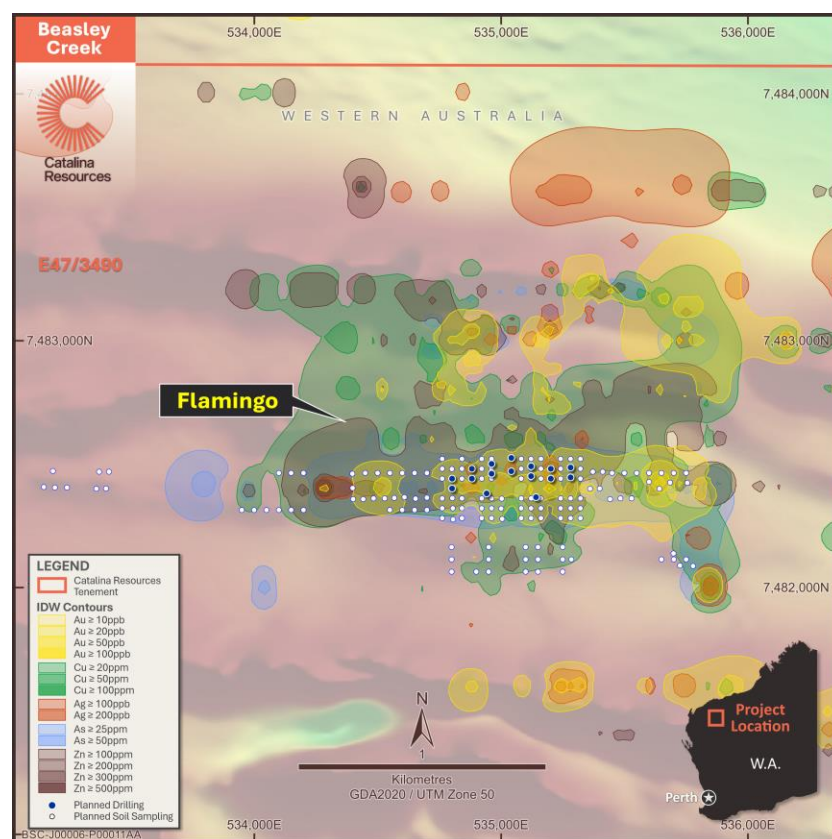 Beasley
Creek
534,000E
535,000E
536,000E
7,484,000N
WESTERN AUSTRALIA
Catalina
Resources
E47/3490
7,483,000N
7,483,000N
Flamingo
7,482,000N
LEGEND
Catalina Resources
Tenement
IDW Contours
Au ≥ 10ppb
Au ≥ 20ppb
Au ≥ 50ppb
Au ≥ 100ppb
Cu ≥ 20ppm
Cu ≥ 50ppm
Cu ≥ 100ppm
Ag ≥ 100ppb
Ag ≥ 200ppb
As ≥ 25ppm
As ≥ 50ppm
Zn ≥ 100ppm
Zn ≥ 200ppm
Zn ≥ 300ppm
Zn ≥ 500ppm
Planned Drilling
Planned Soil Sampling
N
1
Kilometres
GDA2020 / UTM Zone 50
Project
Location
W.A.
Perth
BSC-J00006-P00011AA
534,000E
535,000E
536,000E